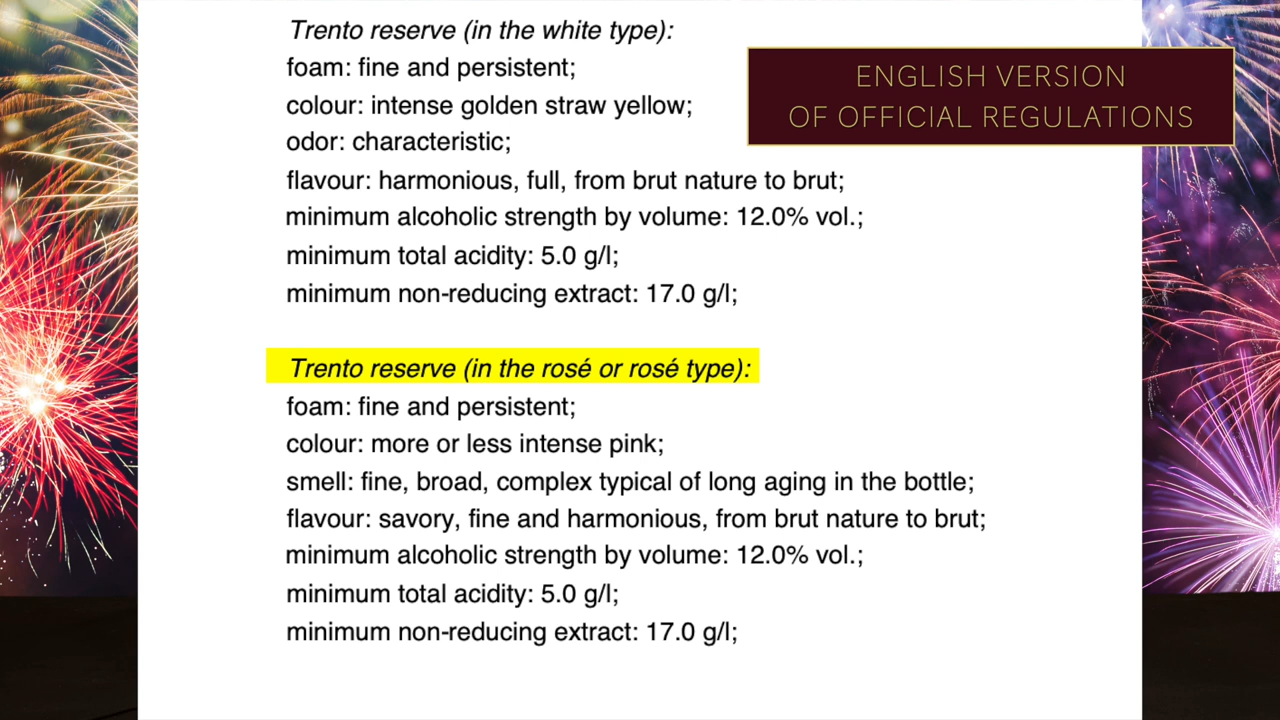 Trento reserve (in the white type):
ENGLISH VERSION
OF OFFICIAL REGULATIONS
foam: fine and persistent;
colour: intense golden straw yellow;
odor: characteristic;
flavour: harmonious, full, from brut nature to brut;
minimum alcoholic strength by volume: 12.0% vol.;
minimum total acidity: 5.0 g/l;
minimum non-reducing extract: 17.0 g/l;
Trento reserve (in the rosé or rosé type):
foam: fine and persistent;
colour: more or less intense pink;
smell: fine, broad, complex typical of long aging in the bottle;
flavour: savory, fine and harmonious, from brut nature to brut;
minimum alcoholic strength by volume: 12.0% vol.;
minimum total acidity: 5.0 g/l;
minimum non-reducing extract: 17.0 g/l;